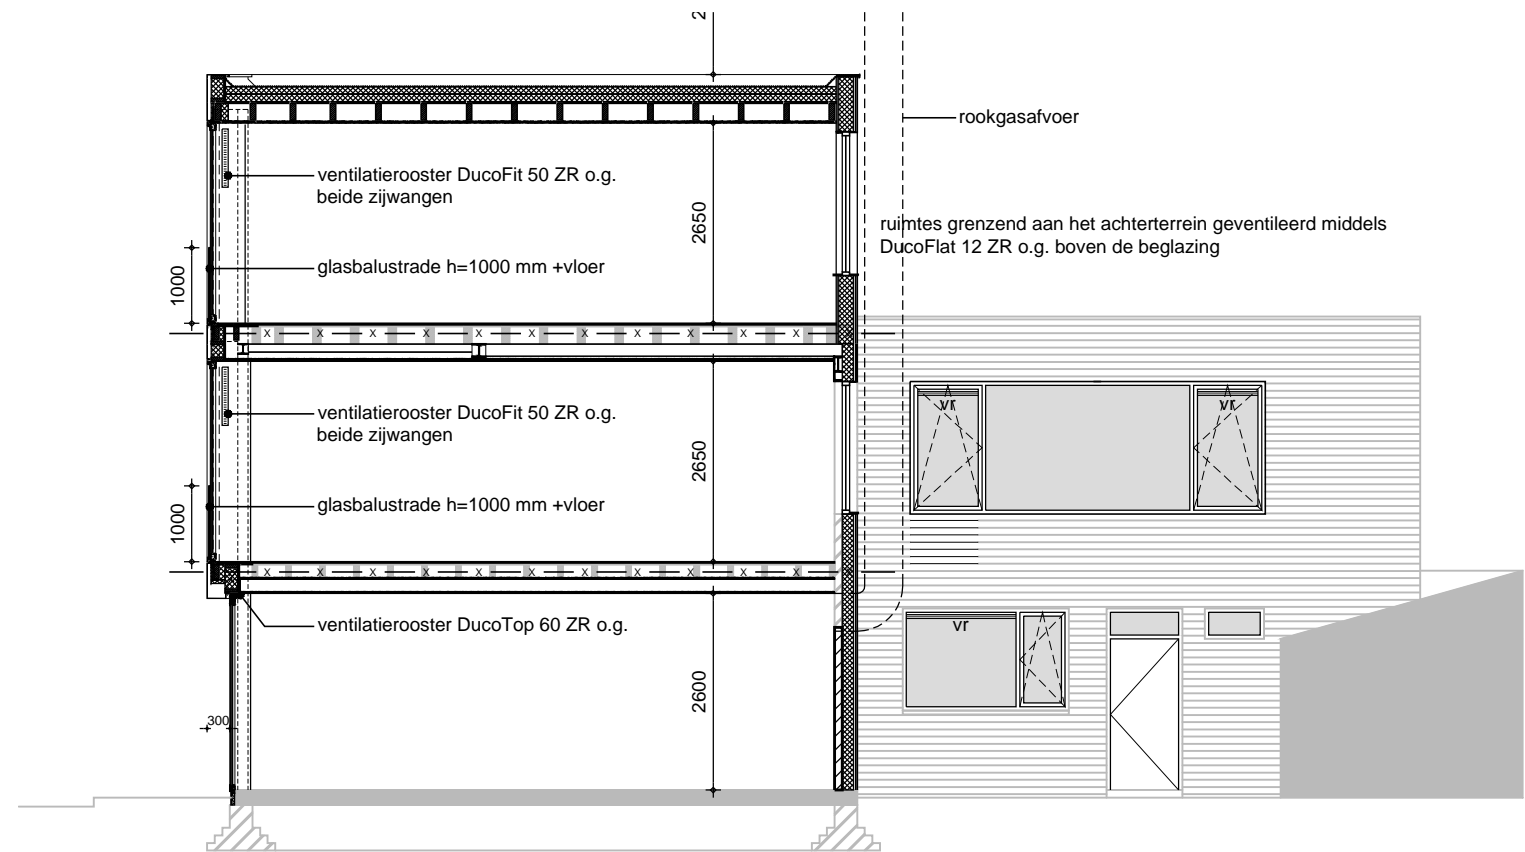 2
rookgasafvoer
ventilatierooster DucoFit 50 ZR o.g.
beide zijwangen
2650
ruimtes grenzend aan het achterterrein geventileerd middels
DucoFlat 12 ZR o.g. boven de beglazing
glasbalustrade h=1000 mm +vloer
1000
x x x x x x x x x x x
vr
vr
ventilatierooster DucoFit 50 ZR o.g.
beide zijwangen
2650
glasbalustrade h=1000 mm +vloer
1000
x x x x x x x x x x x
ventilatierooster DucoTop 60 ZR o.g.
vr
2600
300